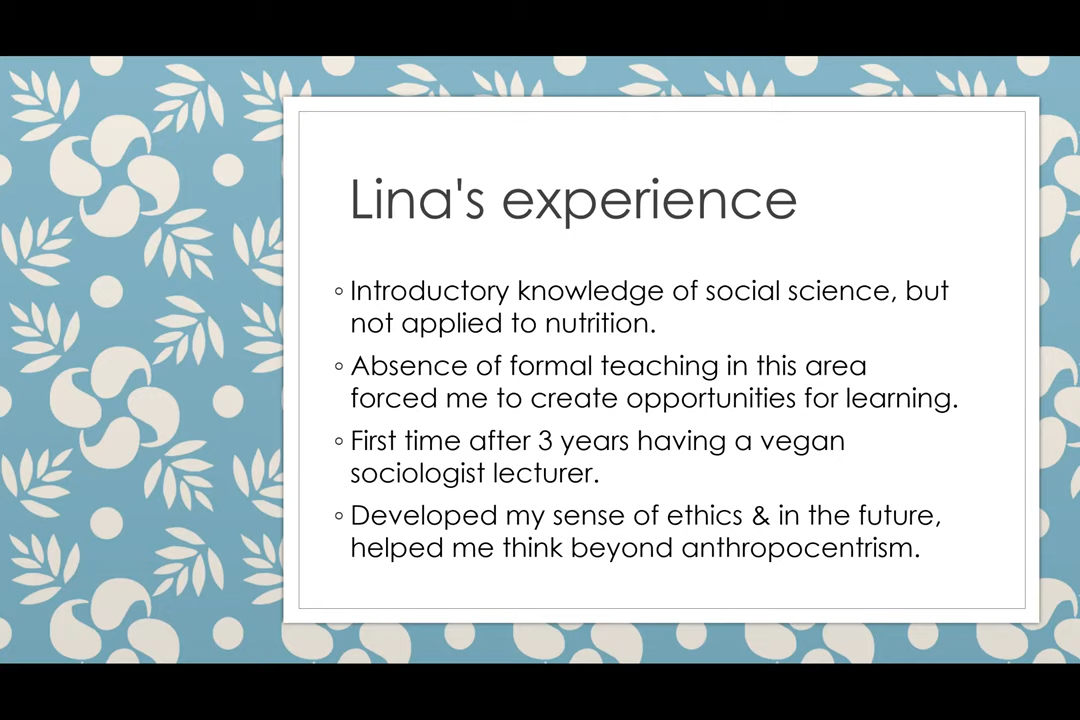 Lina's experience
◦ Introductory knowledge of social science, but
not applied to nutrition.
◦ Absence of formal teaching in this area
forced me to create opportunities for learning.
◦ First time after 3 years having a vegan
sociologist lecturer.
◦ Developed my sense of ethics & in the future,
helped me think beyond anthropocentrism.